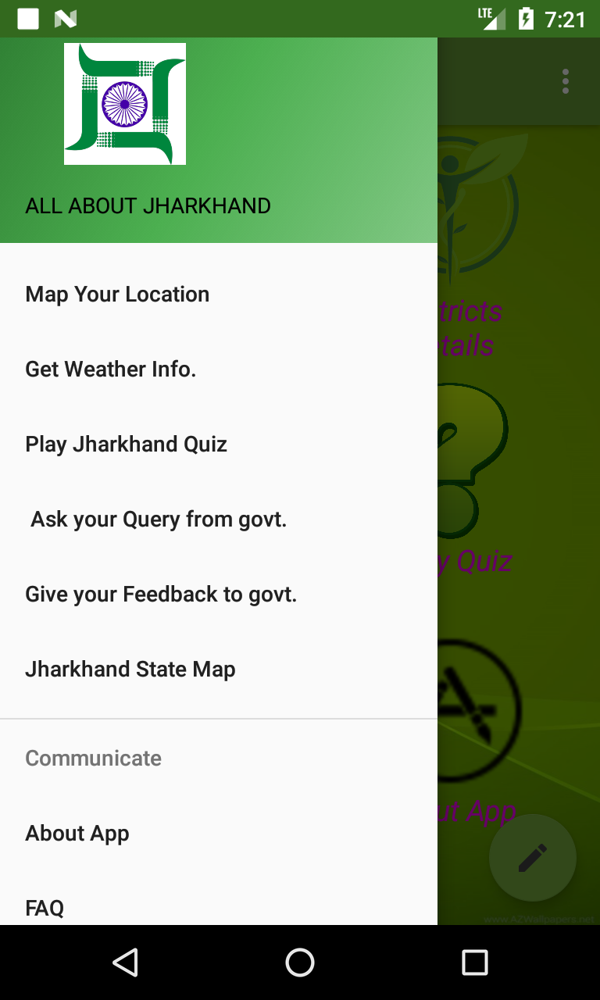 LTE 7:21
ALL ABOUT JHARKHAND
Map Your Location
Get Weather Info.
Play Jharkhand Quiz
Ask your Query from govt.
Give your Feedback to govt.
Jharkhand State Map
Communicate
About App
FAQ
tricts
tails
y Quiz
ut App
www.AZWallpapers.net